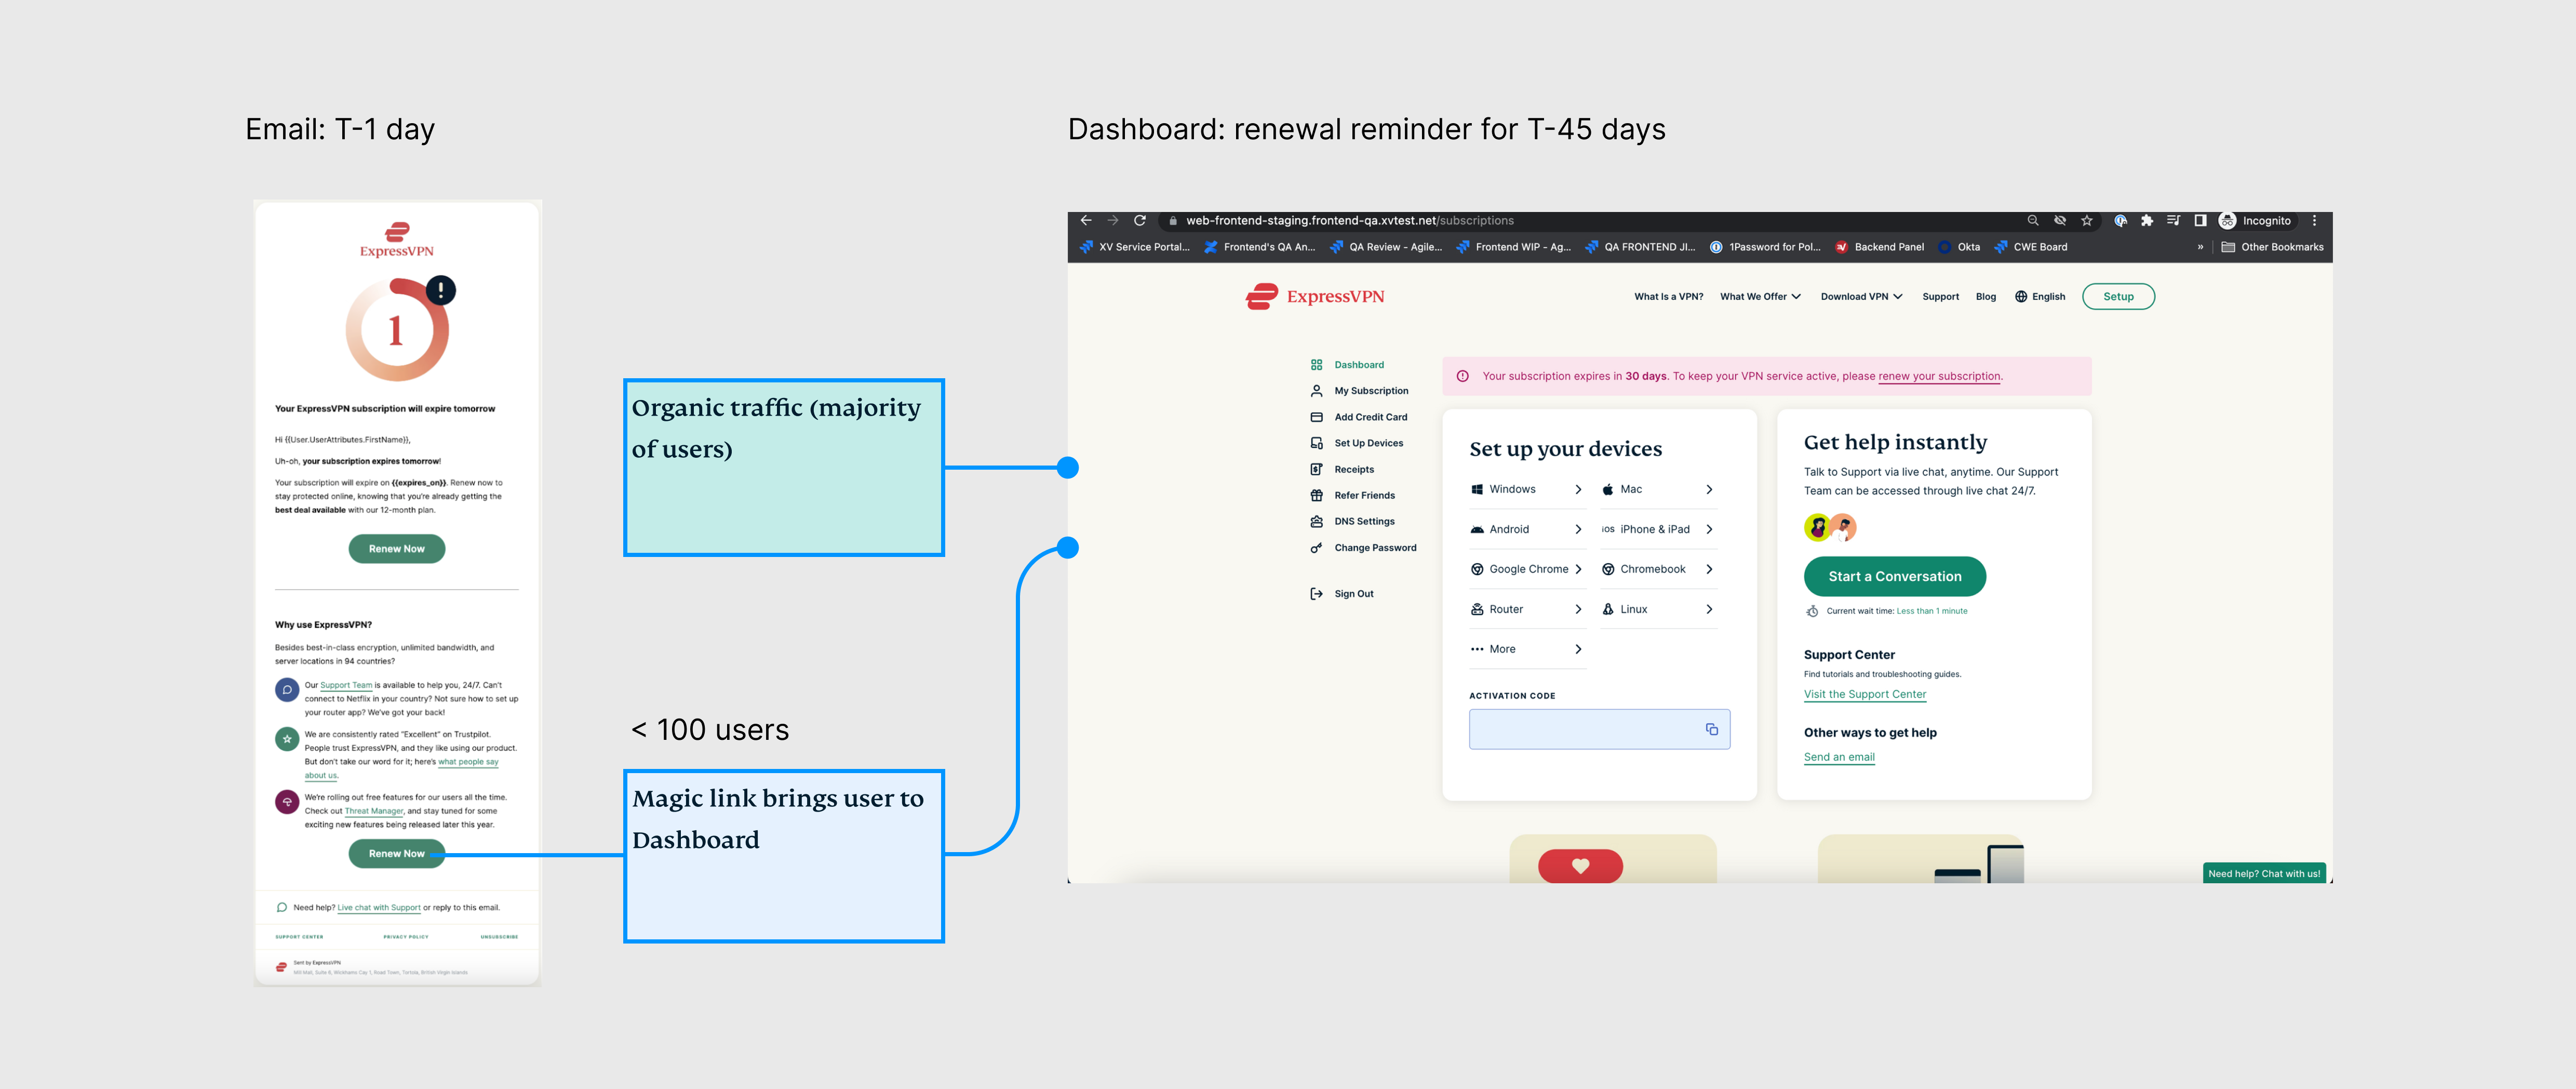 Email: T-1 day
ExpressVPN
!
1
Your ExpressVPN subscription will expire tomorrow
Hi {{User.UserAttributes.FirstName}},
Uh-oh, your subscription expires tomorrow!
Your subscription will expire on {{expires_on}}. Renew now to
stay protected online, knowing that you're already getting the
best deal available with our 12-month plan.
Renew Now
Why use ExpressVPN?
Besides best-in-class encryption, unlimited bandwidth, and
server locations in 94 countries?
Our Support Team is available to help you, 24/7. Can't
connect to Netflix in your country? Not sure how to set up
your router app? We've got your back!
We are consistently rated "Excellent" on Trustpilot.
People trust ExpressVPN, and they like using our product.
But don't take our word for it; here's what people say
about us.
We're rolling out free features for our users all the time.
Check out Threat Manager, and stay tuned for some
exciting new features being released later this year.
Renew Now
Need help? Live chat with Support or reply to this email.
SUPPORT CENTER
PRIVACY POLICY
UNSUBSCRIBE
Sent by ExpressVPN
Mill Mall, Suite 6, Wickhams Cay 1, Road Town, Tortola, British Virgin Islands
Organic traffic (majority
of users)
< 100 users
Magic link brings user to
Dashboard
Dashboard: renewal reminder for T-45 days
web-frontend-staging.frontend-qa.xvtest.net/subscriptions
Incognito
XV Service Portal...
Frontend's QA An...
QA Review - Agile...
Frontend WIP - Ag...
QA FRONTEND JI...
1Password for Pol...
Backend Panel
Okta
CWE Board
»
Other Bookmarks
ExpressVPN
What Is a VPN?
What We Offer
Download VPN
Support
Blog
English
Setup
Dashboard
My Subscription
Add Credit Card
Set Up Devices
Receipts
Refer Friends
DNS Settings
Change Password
Sign Out
Your subscription expires in 30 days. To keep your VPN service active, please renew your subscription.
Set up your devices
Windows
Mac
Android
iOS iPhone & iPad
Google Chrome
Chromebook
Router
Linux
More
ACTIVATION CODE
Get help instantly
Talk to Support via live chat, anytime. Our Support
Team can be accessed through live chat 24/7.
Start a Conversation
Current wait time: Less than 1 minute
Support Center
Find tutorials and troubleshooting guides.
Visit the Support Center
Other ways to get help
Send an email
Need help? Chat with us!